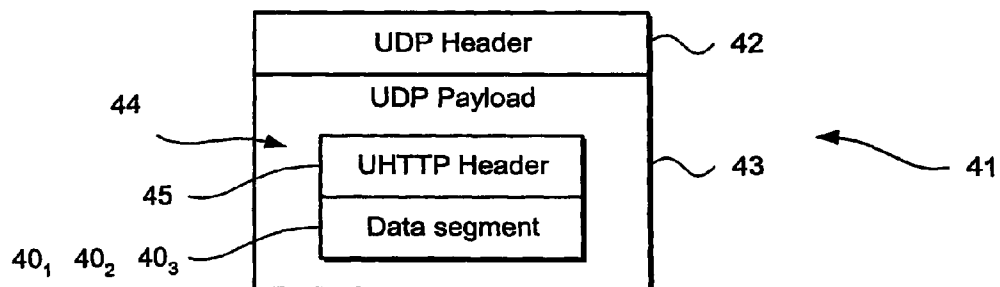 UDP Header
42
UDP Payload
44
UHTTP Header
43
41
45
Data segment
40₁ 40₂ 40₃